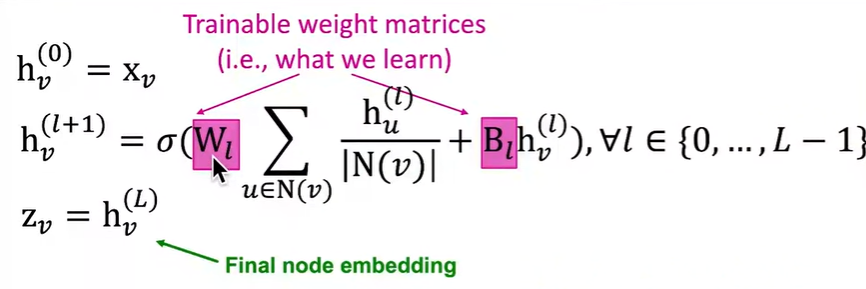 Trainable weight matrices
(i.e., what we learn)
h_v^{(0)} = x_v
h_v^{(l+1)} = σ(W_l ∑_{u∈N(v)} \frac{h_u^{(l)}}{|N(v)|} + B_l h_v^{(l)}), ∀l ∈ {0, ..., L − 1}
z_v = h_v^{(L)}
Final node embedding